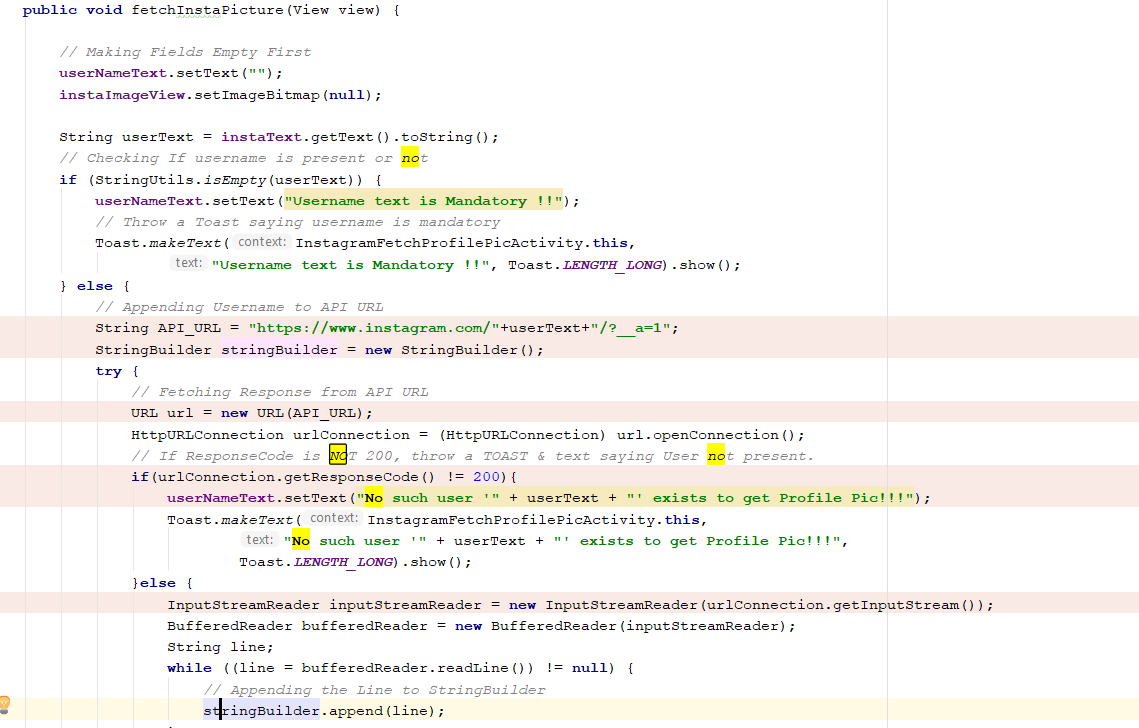 public void fetchInstaPicture(View view) {
// Making Fields Empty First
userNameText.setText("");
instaImageView.setImageBitmap(null);
String userText = instaText.getText().toString();
// Checking If username is present or not
if (StringUtils.isEmpty(userText)) {
userNameText.setText("Username text is Mandatory !!");
// Throw a Toast saying username is mandatory
Toast.makeText( context: InstagramFetchProfilePicActivity.this,
text: "Username text is Mandatory !!", Toast.LENGTH_LONG).show();
} else {
// Appending Username to API URL
String API_URL = "https://www.instagram.com/"+userText+"/?__a=1";
StringBuilder stringBuilder = new StringBuilder();
try {
// Fetching Response from API URL
URL url = new URL(API_URL);
HttpURLConnection urlConnection = (HttpURLConnection) url.openConnection();
// If ResponseCode is NOT 200, throw a TOAST & text saying User not present.
if(urlConnection.getResponseCode() != 200){
userNameText.setText("No such user '" + userText + "' exists to get Profile Pic!!!");
Toast.makeText( context: InstagramFetchProfilePicActivity.this,
text: "No such user '" + userText + "' exists to get Profile Pic!!!",
Toast.LENGTH_LONG).show();
}else {
InputStreamReader inputStreamReader = new InputStreamReader(urlConnection.getInputStream());
BufferedReader bufferedReader = new BufferedReader(inputStreamReader);
String line;
while ((line = bufferedReader.readLine()) != null) {
// Appending the Line to StringBuilder
stringBuilder.append(line);